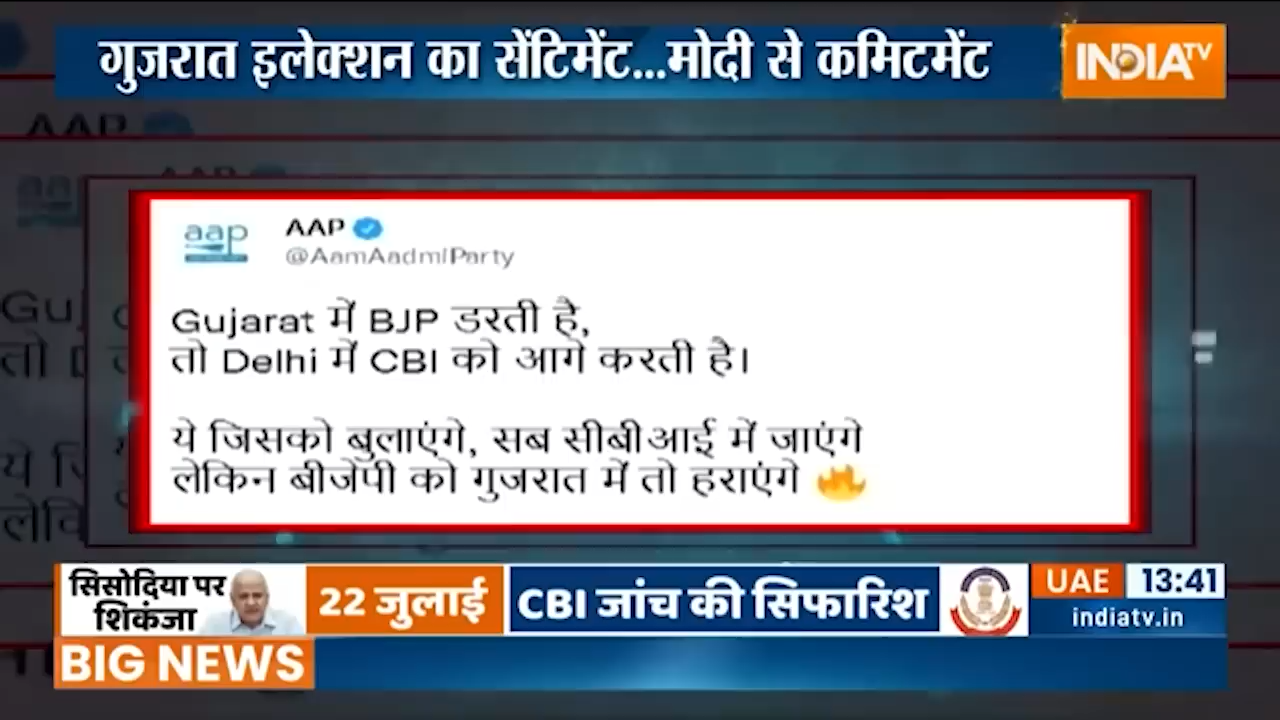 गुजरात इलेक्शन का सेंटिमेंट...मोदी से कमिटमेंट
INDIA TV
AAP
@AamAadmiParty
Gujarat में BJP डरती है,
तो Delhi में CBI को आगे करती है।
ये जिसको बुलाएंगे, सब सीबीआई में जाएंगे
लेकिन बीजेपी को गुजरात में तो हराएंगे
सिसोदिया पर
शिकंजा
22 जुलाई
CBI जांच की सिफारिश
UAE 13:41
indiatv.in
BIG NEWS